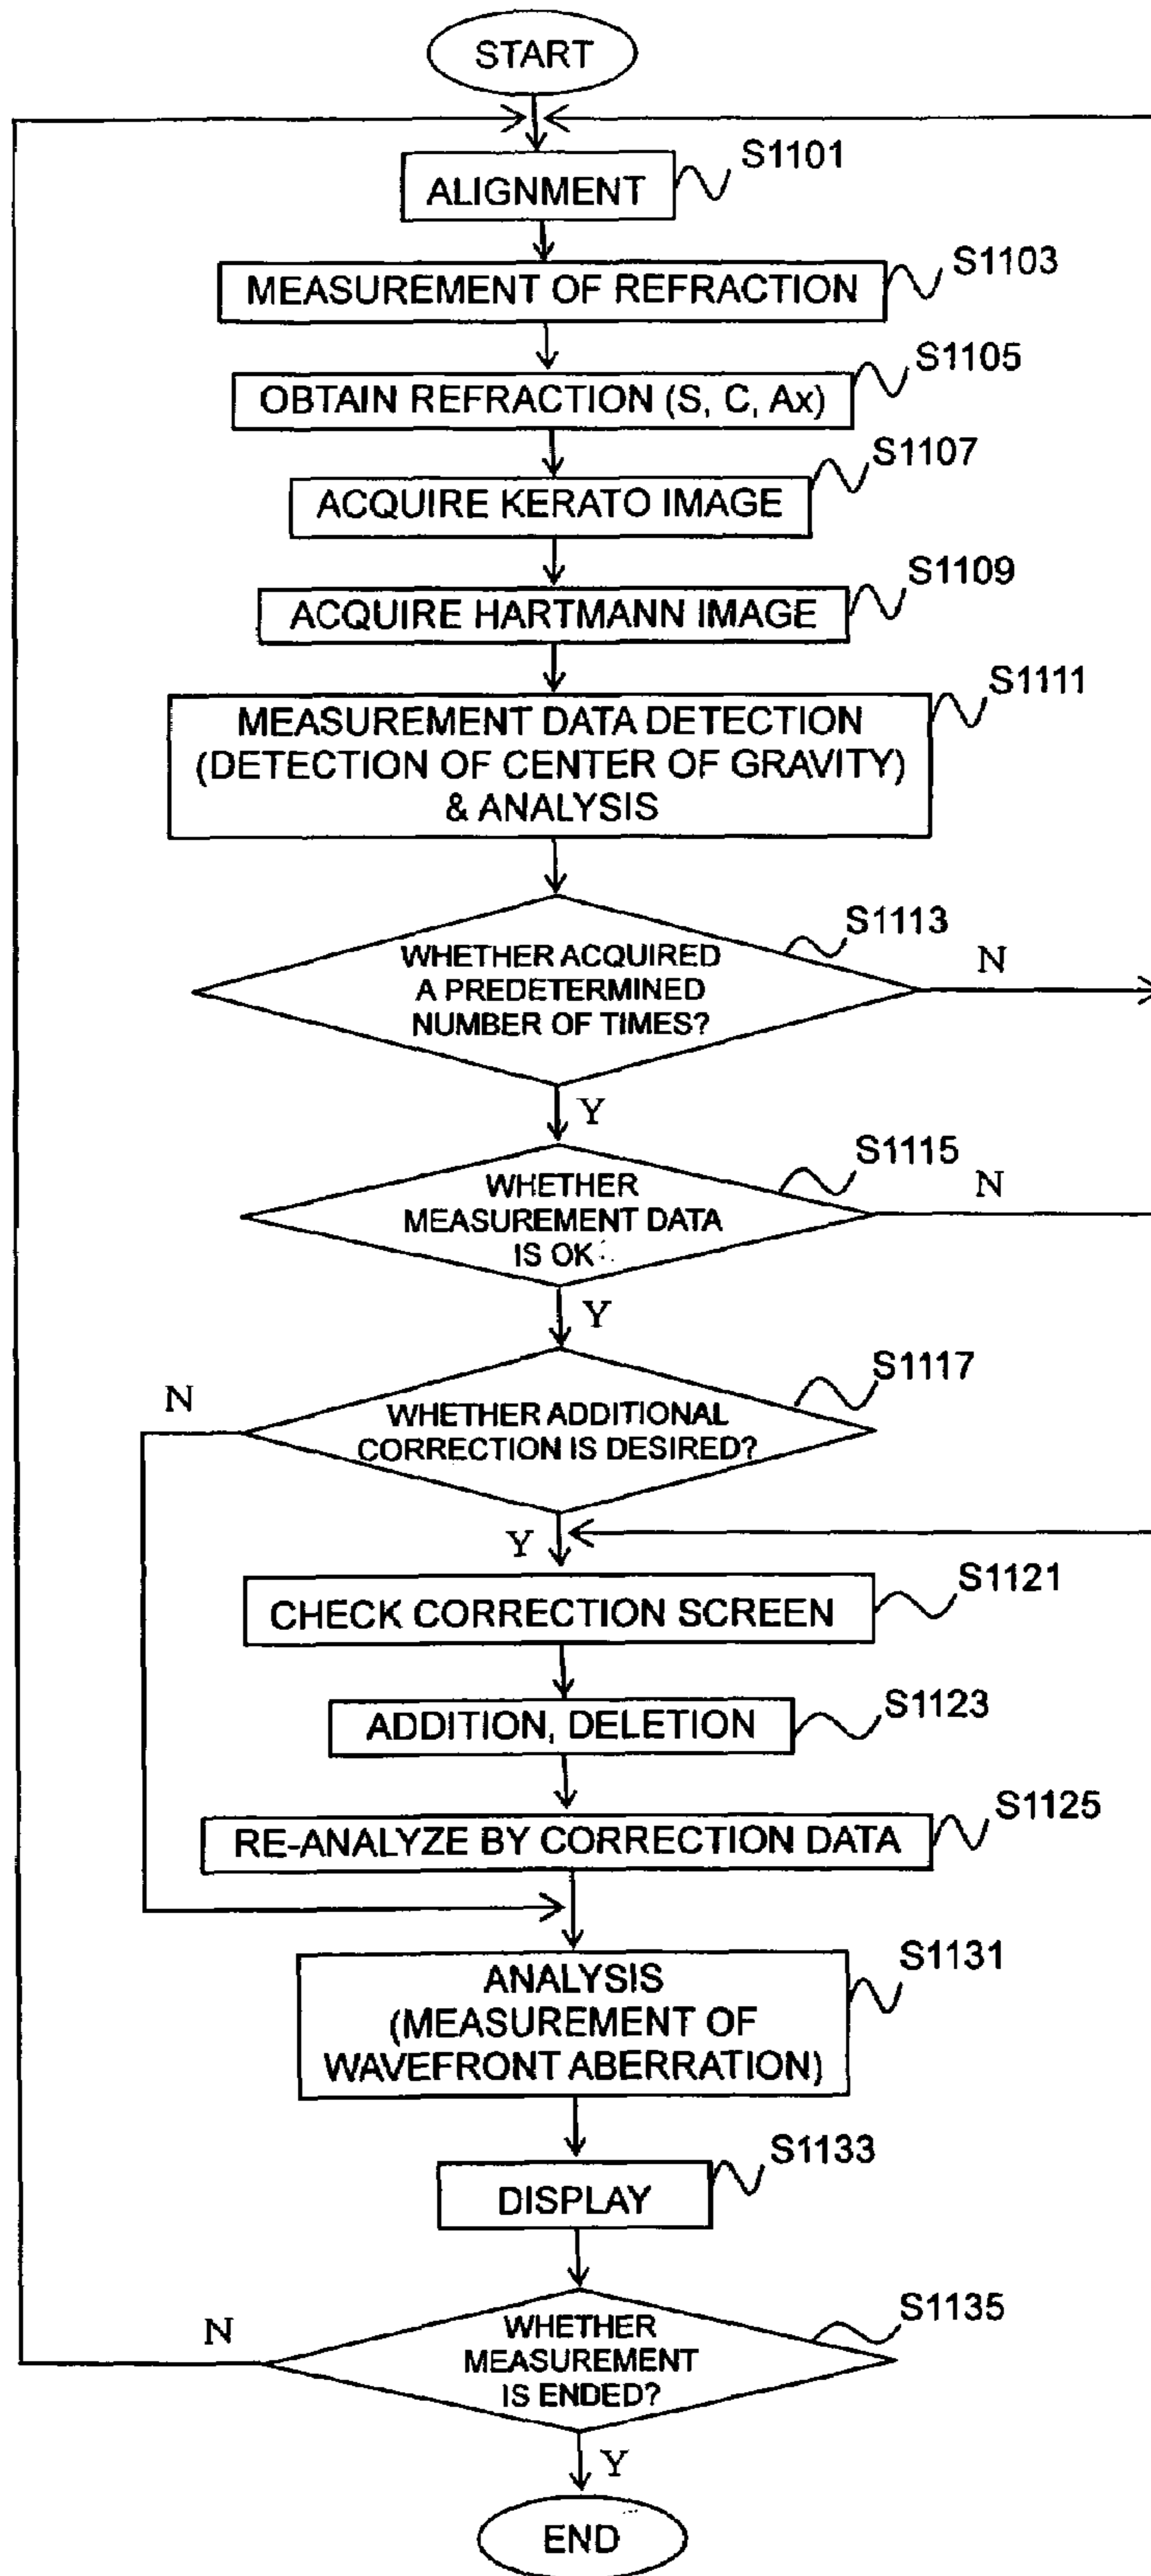 START
S1101
ALIGNMENT
S1103
MEASUREMENT OF REFRACTION
S1105
OBTAIN REFRACTION (S, C, Ax)
S1107
ACQUIRE KERATO IMAGE
S1109
ACQUIRE HARTMANN IMAGE
S1111
MEASUREMENT DATA DETECTION
(DETECTION OF CENTER OF GRAVITY)
& ANALYSIS
S1113
WHETHER ACQUIRED
A PREDETERMINED
NUMBER OF TIMES?
N
Y
S1115
WHETHER
MEASUREMENT DATA
IS OK
N
Y
S1117
N
WHETHER ADDITIONAL
CORRECTION IS DESIRED?
Y
S1121
CHECK CORRECTION SCREEN
S1123
ADDITION, DELETION
S1125
RE-ANALYZE BY CORRECTION DATA
S1131
ANALYSIS
(MEASUREMENT OF
WAVEFRONT ABERRATION)
S1133
DISPLAY
S1135
N
WHETHER
MEASUREMENT
IS ENDED?
Y
END